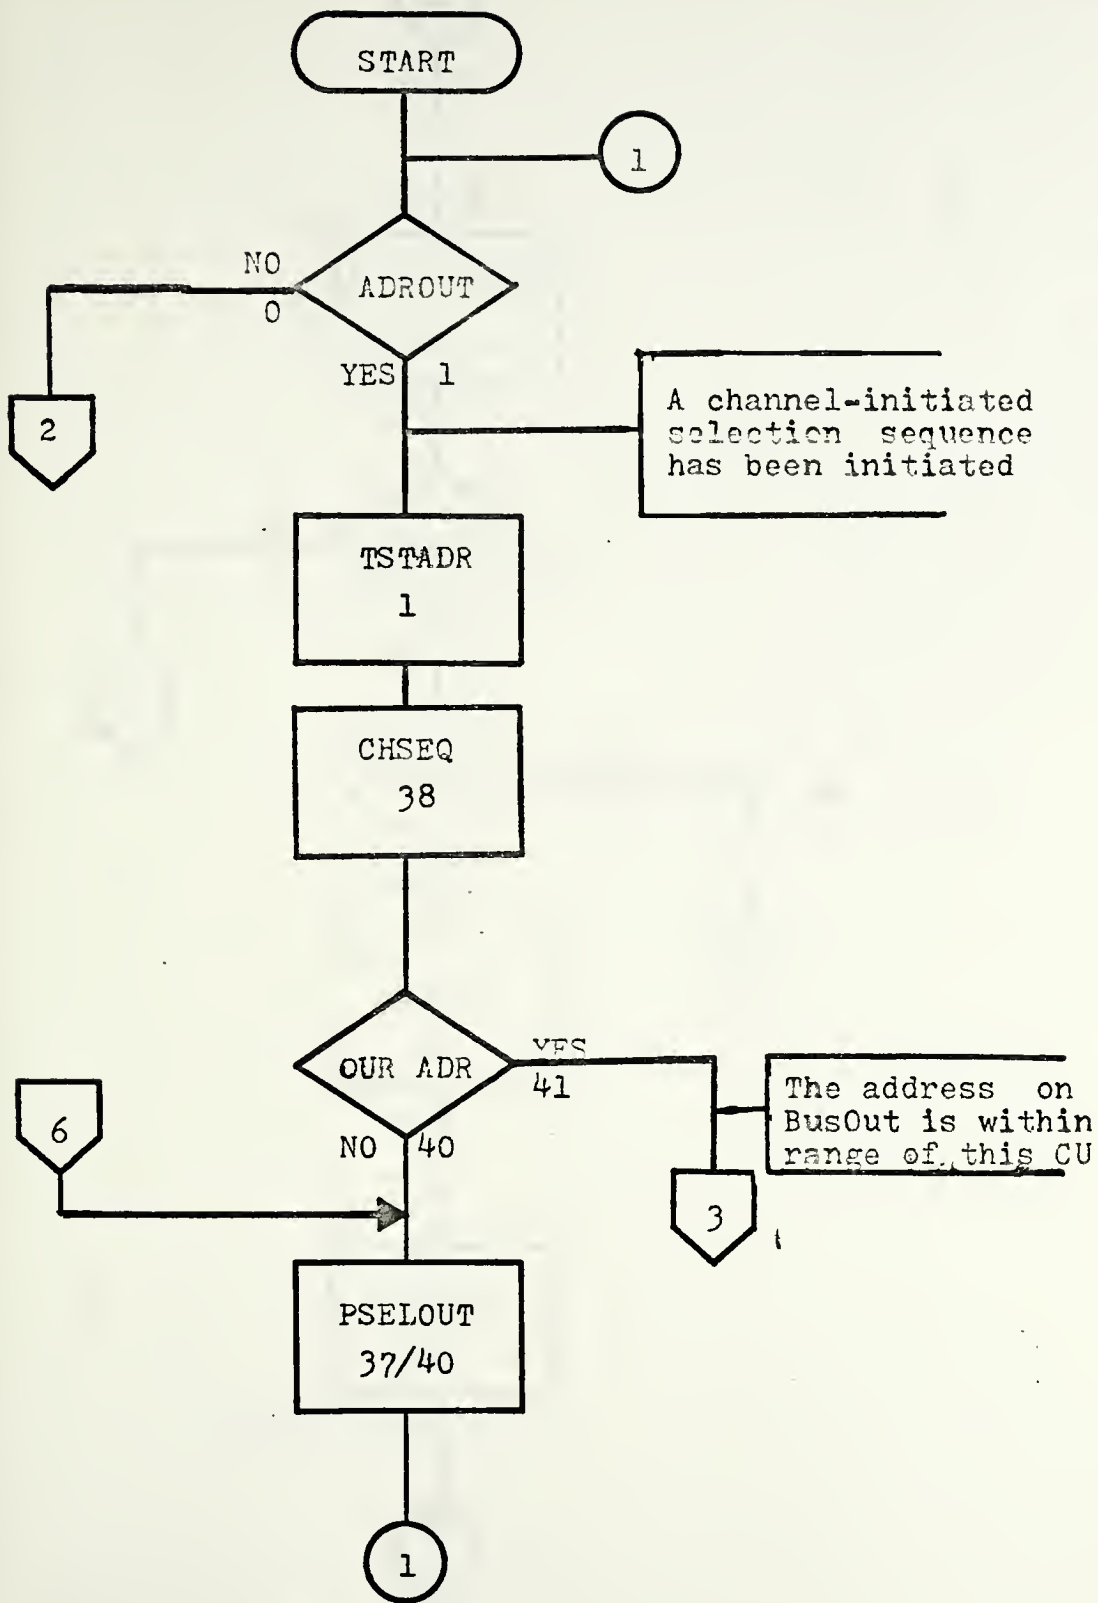 START
1
NO
0
ADROUT
YES 1
2
A channel-initiated
selection sequence
has been initiated
TSTADR
1
CHSEQ
38
OUR ADR
YES
41
NO 40
The address on
BusOut is within
range of this CU
6
3
PSELOUT
37/40
1